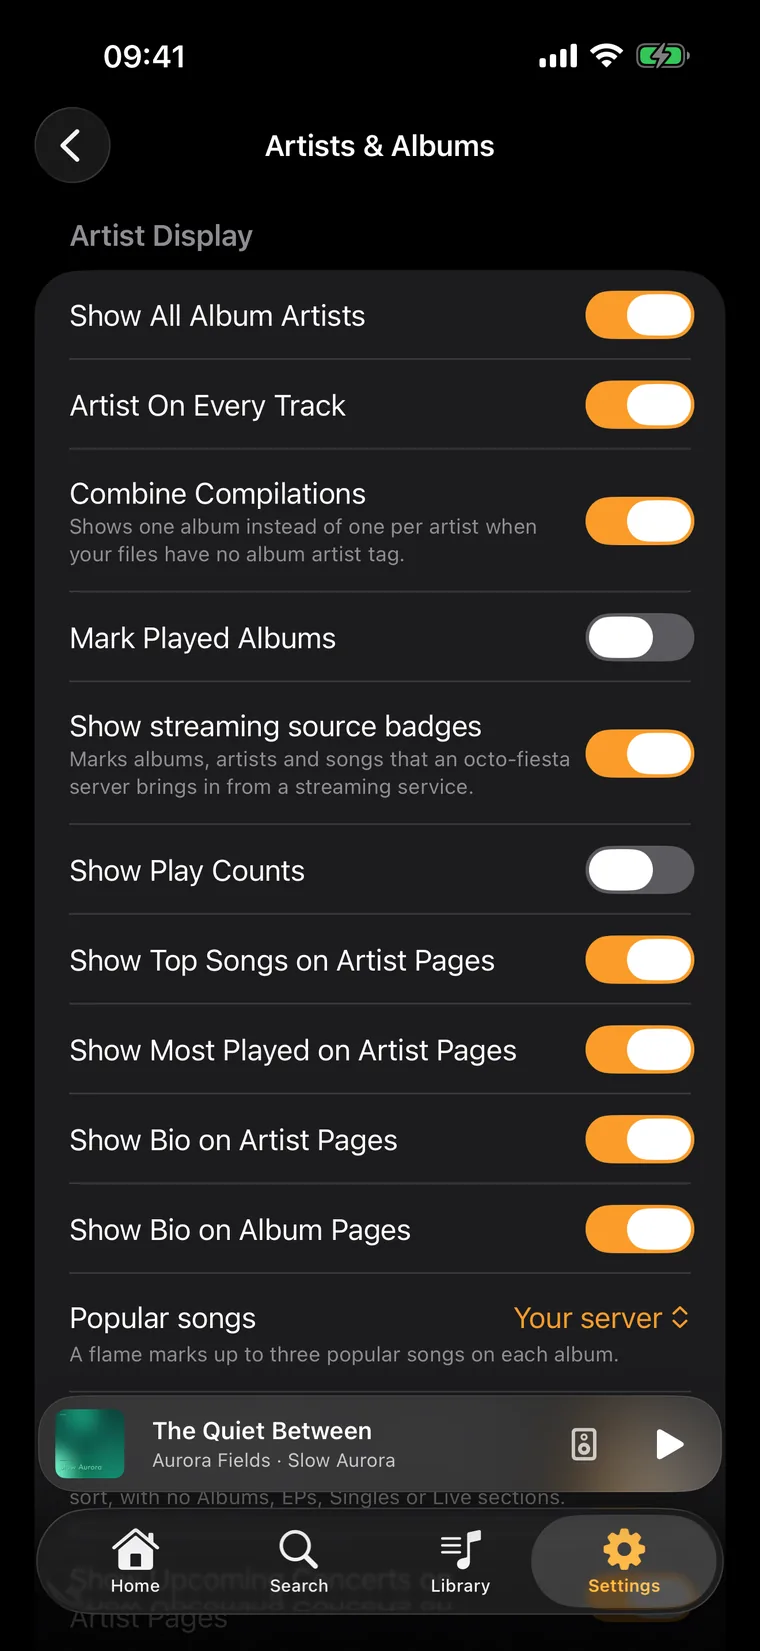 09:41
Artists & Albums
Artist Display
Show All Album Artists
Artist On Every Track
Combine Compilations
Shows one album instead of one per artist when
your files have no album artist tag.
Mark Played Albums
Show streaming source badges
Marks albums, artists and songs that an octo-fiesta
server brings in from a streaming service.
Show Play Counts
Show Top Songs on Artist Pages
Show Most Played on Artist Pages
Show Bio on Artist Pages
Show Bio on Album Pages
Popular songs
Your server
A flame marks up to three popular songs on each album.
The Quiet Between
Aurora Fields · Slow Aurora
Slow Aurora
sort, with no Albums, EPs, Singles or Live sections.
Show Upcoming Concerts on
Artist Pages
Home
Search
Library
Settings